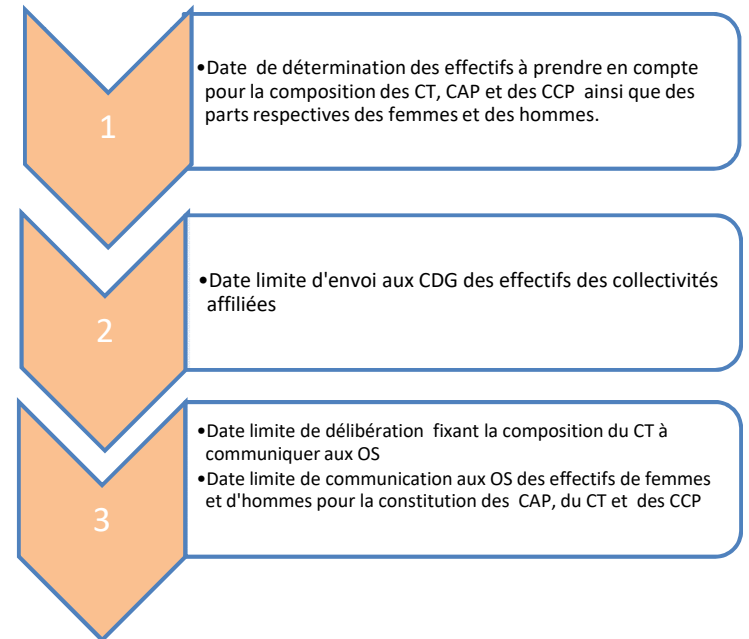 1
•Date de détermination des effectifs à prendre en compte
pour la composition des CT, CAP et des CCP ainsi que des
parts respectives des femmes et des hommes.
2
•Date limite d'envoi aux CDG des effectifs des collectivités
affiliées
3
•Date limite de délibération fixant la composition du CT à
communiquer aux OS
•Date limite de communication aux OS des effectifs de femmes
et d'hommes pour la constitution des CAP, du CT et des CCP